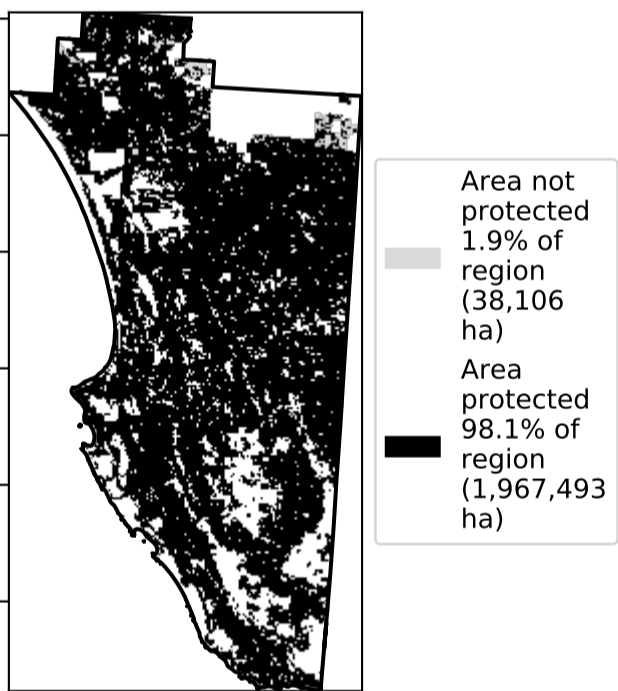 Area not
protected
1.9% of
region
(38,106
ha)
Area
protected
98.1% of
region
(1,967,493
ha)